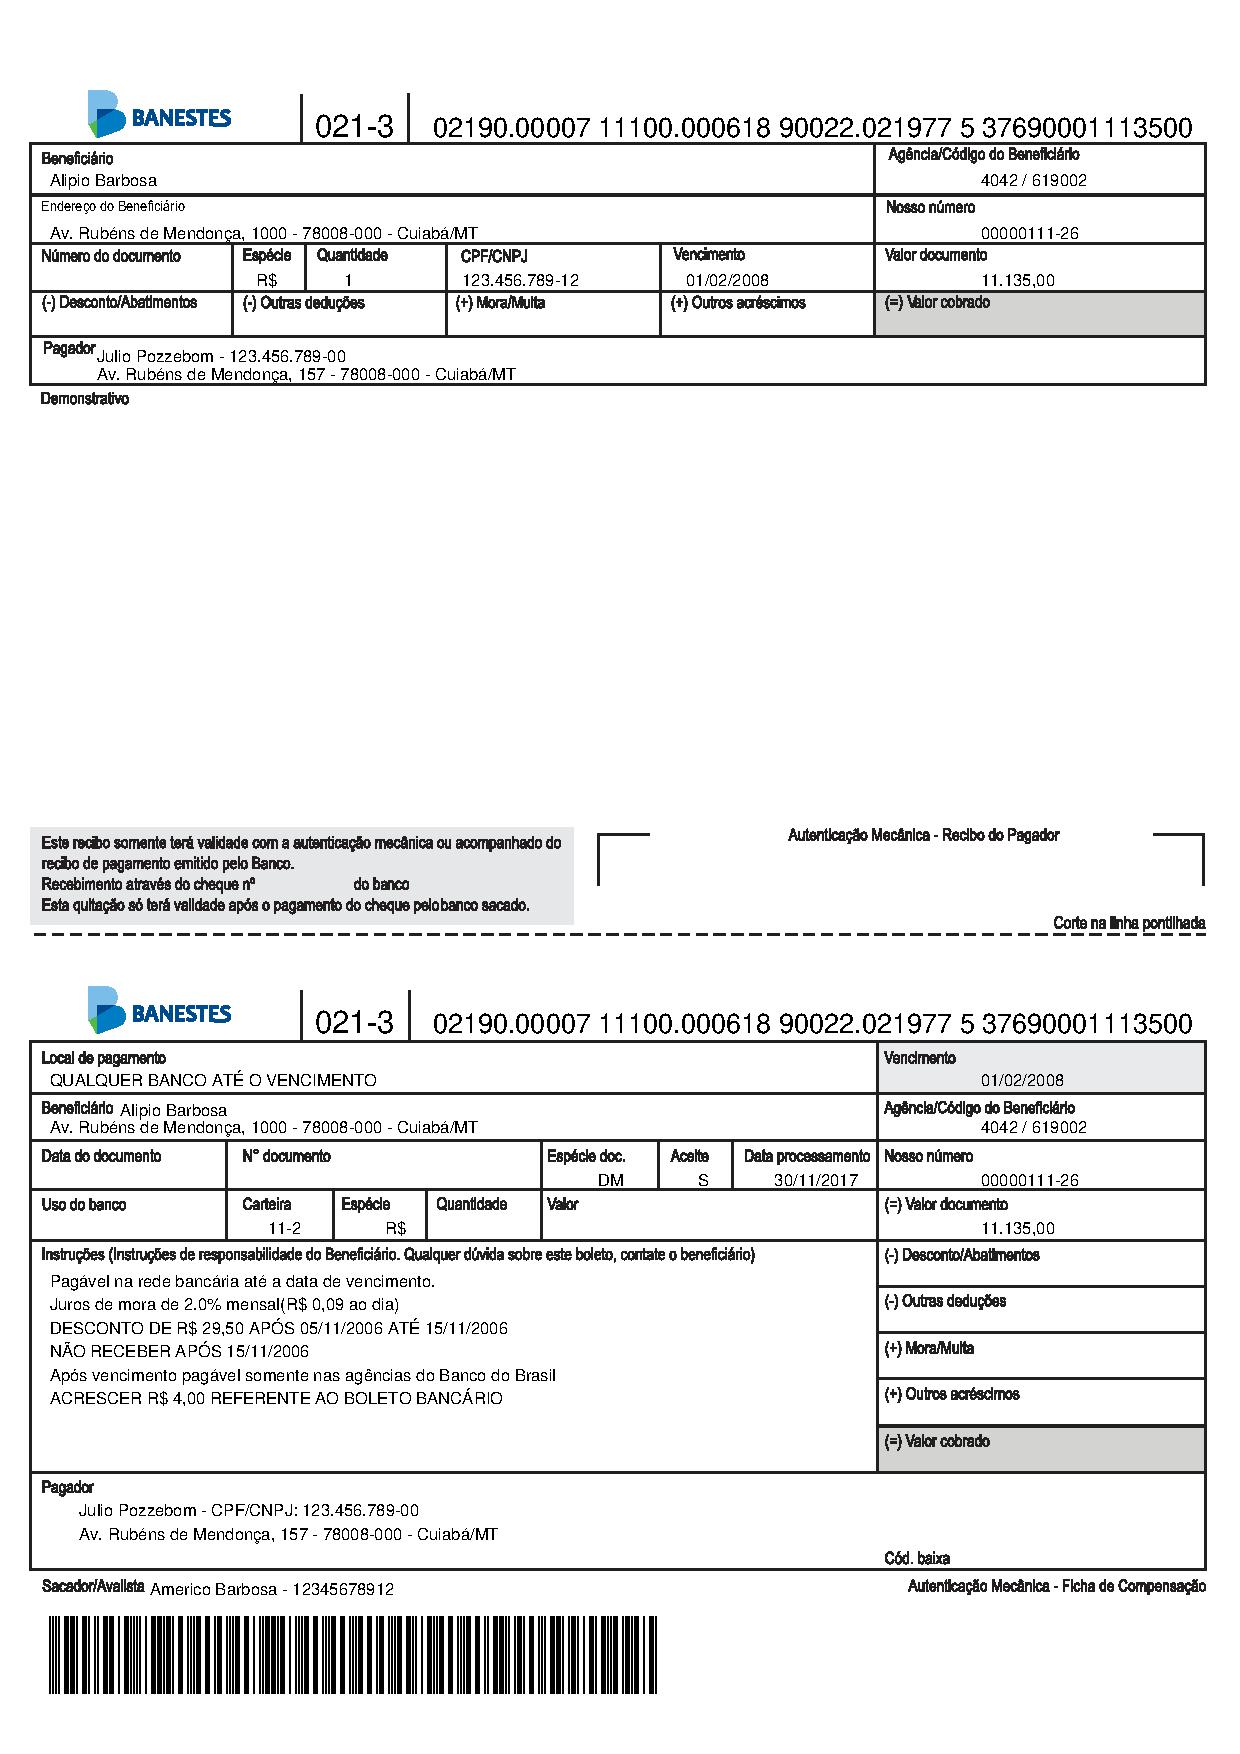 BANESTES 021-3 02190.00007 11100.000618 90022.021977 5 37690001113500
Beneficiário Agência/Código do Beneficiário
Alipio Barbosa 4042 / 619002
Endereço do Beneficiário Nosso número
Av. Rubéns de Mendonça, 1000 - 78008-000 - Cuiabá/MT 00000111-26
Número do documento Espécie Quantidade CPF/CNPJ Vencimento Valor documento
R$ 1 123.456.789-12 01/02/2008 11.135,00
(-) Desconto/Abatimentos (-) Outras deduções (+) Mora/Multa (+) Outros acréscimos (=) Valor cobrado
Pagador Julio Pozzebom - 123.456.789-00
Av. Rubéns de Mendonça, 157 - 78008-000 - Cuiabá/MT
Demonstrativo
Este recibo somente terá validade com a autenticação mecânica ou acompanhado do
recibo de pagamento emitido pelo Banco.
Recebimento através do cheque nº do banco
Esta quitação só terá validade após o pagamento do cheque pelobanco sacado.
Autenticação Mecânica - Recibo do Pagador
Corte na linha pontilhada
BANESTES 021-3 02190.00007 11100.000618 90022.021977 5 37690001113500
Local de pagamento Vencimento
QUALQUER BANCO ATÉ O VENCIMENTO 01/02/2008
Beneficiário Alipio Barbosa Agência/Código do Beneficiário
Av. Rubéns de Mendonça, 1000 - 78008-000 - Cuiabá/MT 4042 / 619002
Data do documento N° documento Espécie doc. Aceite Data processamento Nosso número
DM S 30/11/2017 00000111-26
Uso do banco Carteira Espécie Quantidade Valor (=) Valor documento
11-2 R$ 11.135,00
Instruções (Instruções de responsabilidade do Beneficiário. Qualquer dúvida sobre este boleto, contate o beneficiário) (-) Desconto/Abatimentos
Pagável na rede bancária até a data de vencimento.
Juros de mora de 2.0% mensal(R$ 0,09 ao dia) (-) Outras deduções
DESCONTO DE R$ 29,50 APÓS 05/11/2006 ATÉ 15/11/2006
NÃO RECEBER APÓS 15/11/2006 (+) Mora/Multa
Após vencimento pagável somente nas agências do Banco do Brasil
ACRESCER R$ 4,00 REFERENTE AO BOLETO BANCÁRIO (+) Outros acréscimos
(=) Valor cobrado
Pagador
Julio Pozzebom - CPF/CNPJ: 123.456.789-00
Av. Rubéns de Mendonça, 157 - 78008-000 - Cuiabá/MT
Cód. baixa
Sacador/Avalista Americo Barbosa - 12345678912 Autenticação Mecânica - Ficha de Compensação